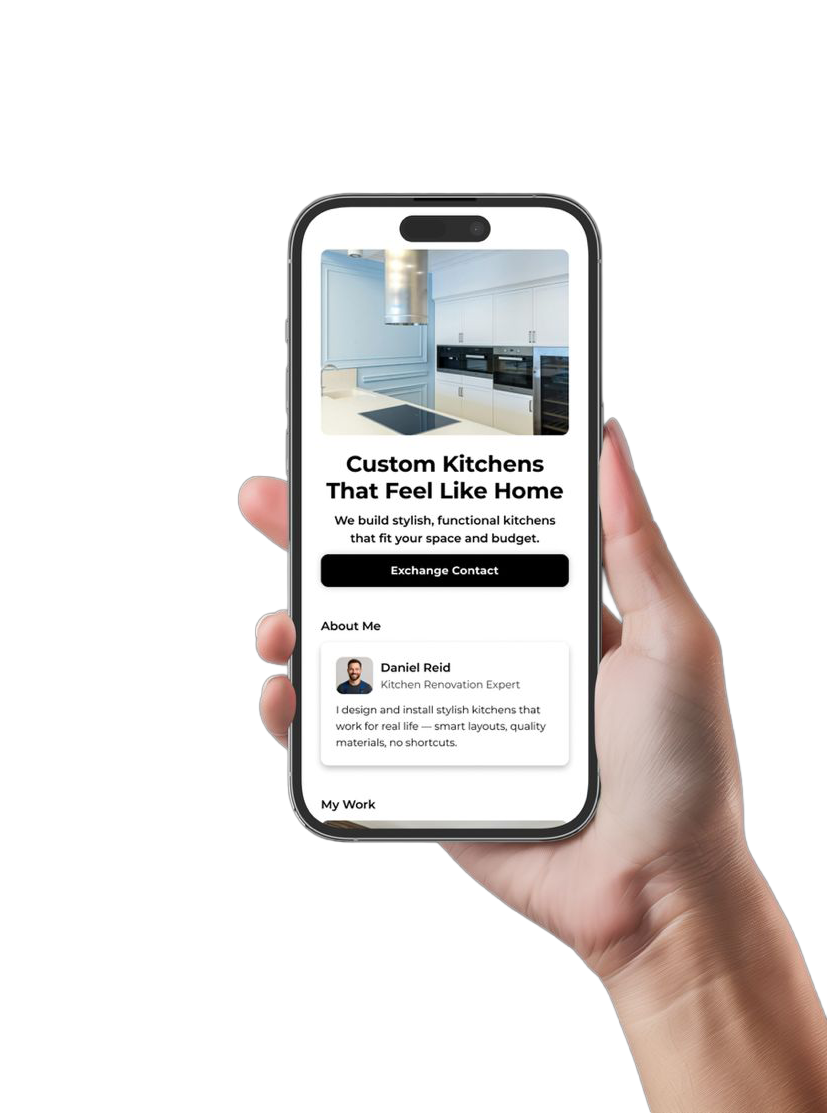 Custom Kitchens
That Feel Like Home
We build stylish, functional kitchens
that fit your space and budget.
Exchange Contact
About Me
Daniel Reid
Kitchen Renovation Expert
I design and install stylish kitchens that
work for real life — smart layouts, quality
materials, no shortcuts.
My Work